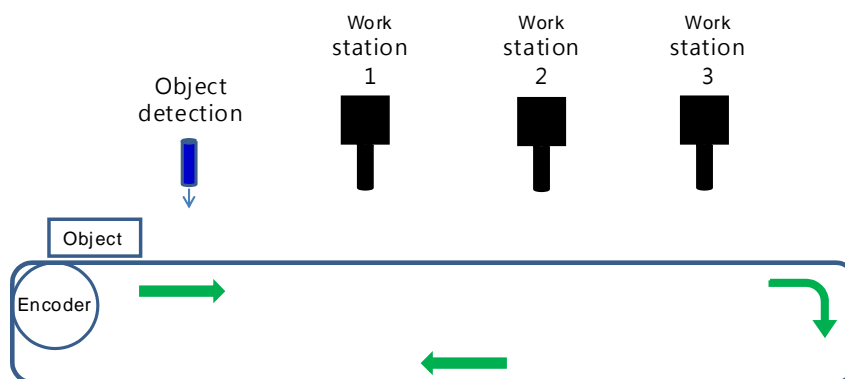 Object
detection
Work
station
1
Work
station
2
Work
station
3
Object
Encoder